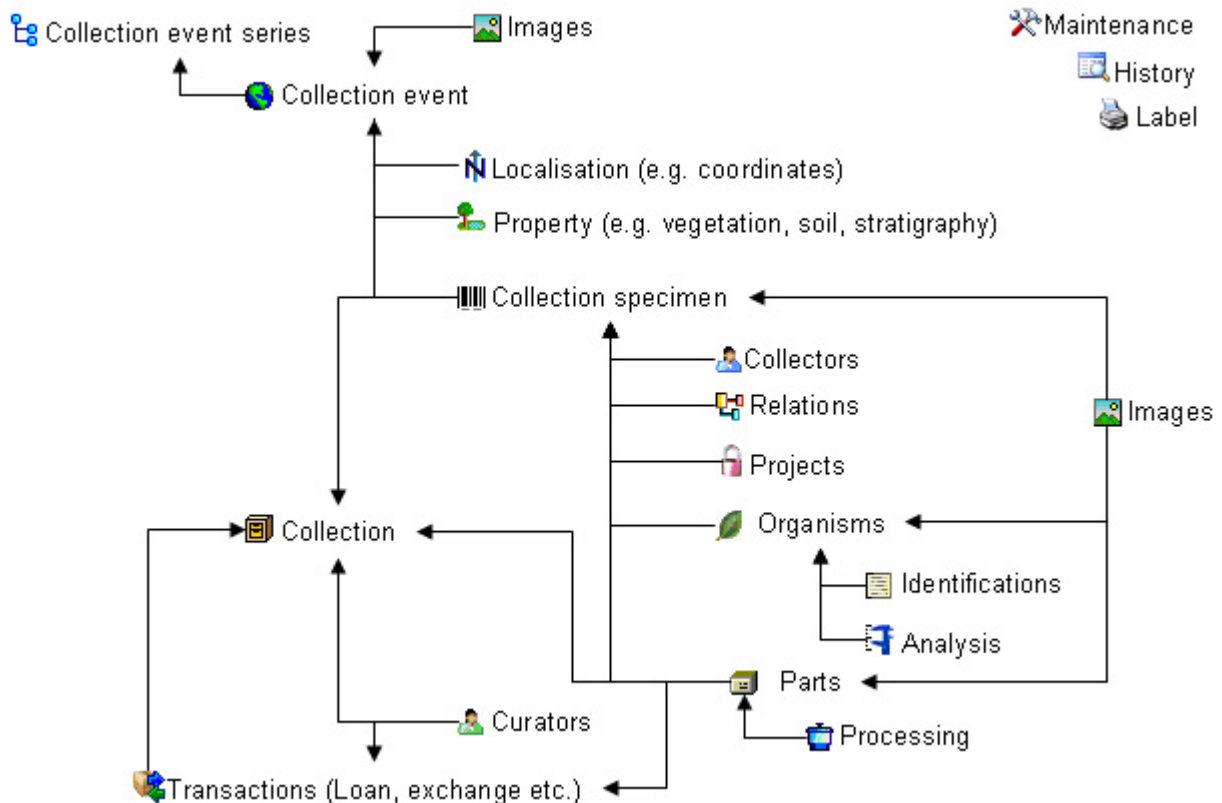 Collection event series
Images
Maintenance
History
Collection event
Label
Localisation (e.g. coordinates)
Property (e.g. vegetation, soil, stratigraphy)
Collection specimen
Collectors
Relations
Images
Projects
Organisms
Collection
Identifications
Analysis
Parts
Curators
Processing
Transactions (Loan, exchange etc.)